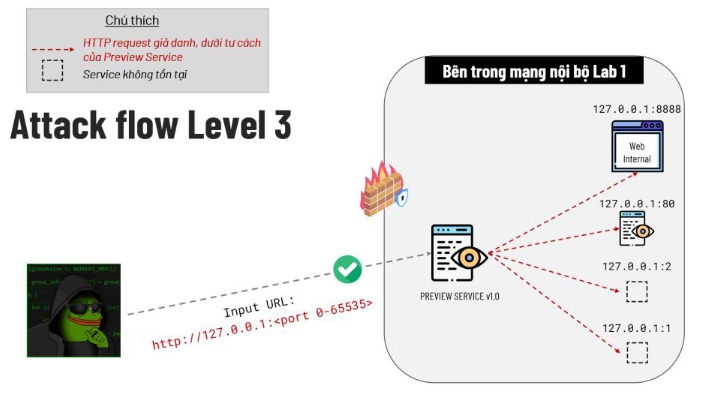 Chú thích
HTTP request giả danh, dưới tư cách
của Preview Service
Service không tồn tại
Attack flow Level 3
Bên trong mạng nội bộ Lab 1
127.0.0.1:8888
Web
Internal
127.0.0.1:80
127.0.0.1:2
127.0.0.1:1
PREVIEW SERVICE v1.0
Input URL:
http://127.0.0.1:<port 0-65535>